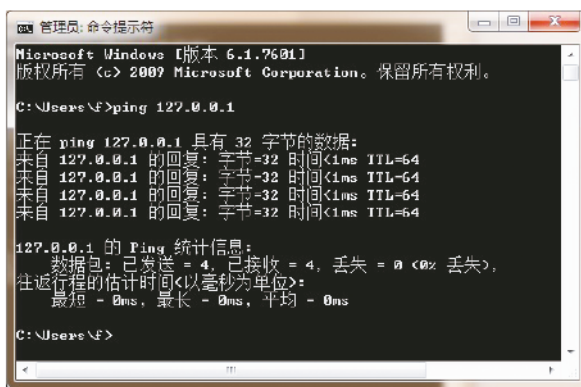 管理员: 命令提示符
Microsoft Windows [版本 6.1.7601]
版权所有 (c) 2009 Microsoft Corporation。保留所有权利。
C:\Users\f>ping 127.0.0.1
正在 ping 127.0.0.1 具有 32 字节的数据:
来自 127.0.0.1 的回复: 字节=32 时间<1ms TTL=64
来自 127.0.0.1 的回复: 字节=32 时间<1ms TTL=64
来自 127.0.0.1 的回复: 字节=32 时间<1ms TTL=64
来自 127.0.0.1 的回复: 字节=32 时间<1ms TTL=64
127.0.0.1 的 Ping 统计信息:
数据包: 已发送 = 4, 已接收 = 4, 丢失 = 0 (0% 丢失),
往返行程的估计时间(以毫秒为单位):
最短 = 0ms, 最长 = 0ms, 平均 = 0ms
C:\Users\f>